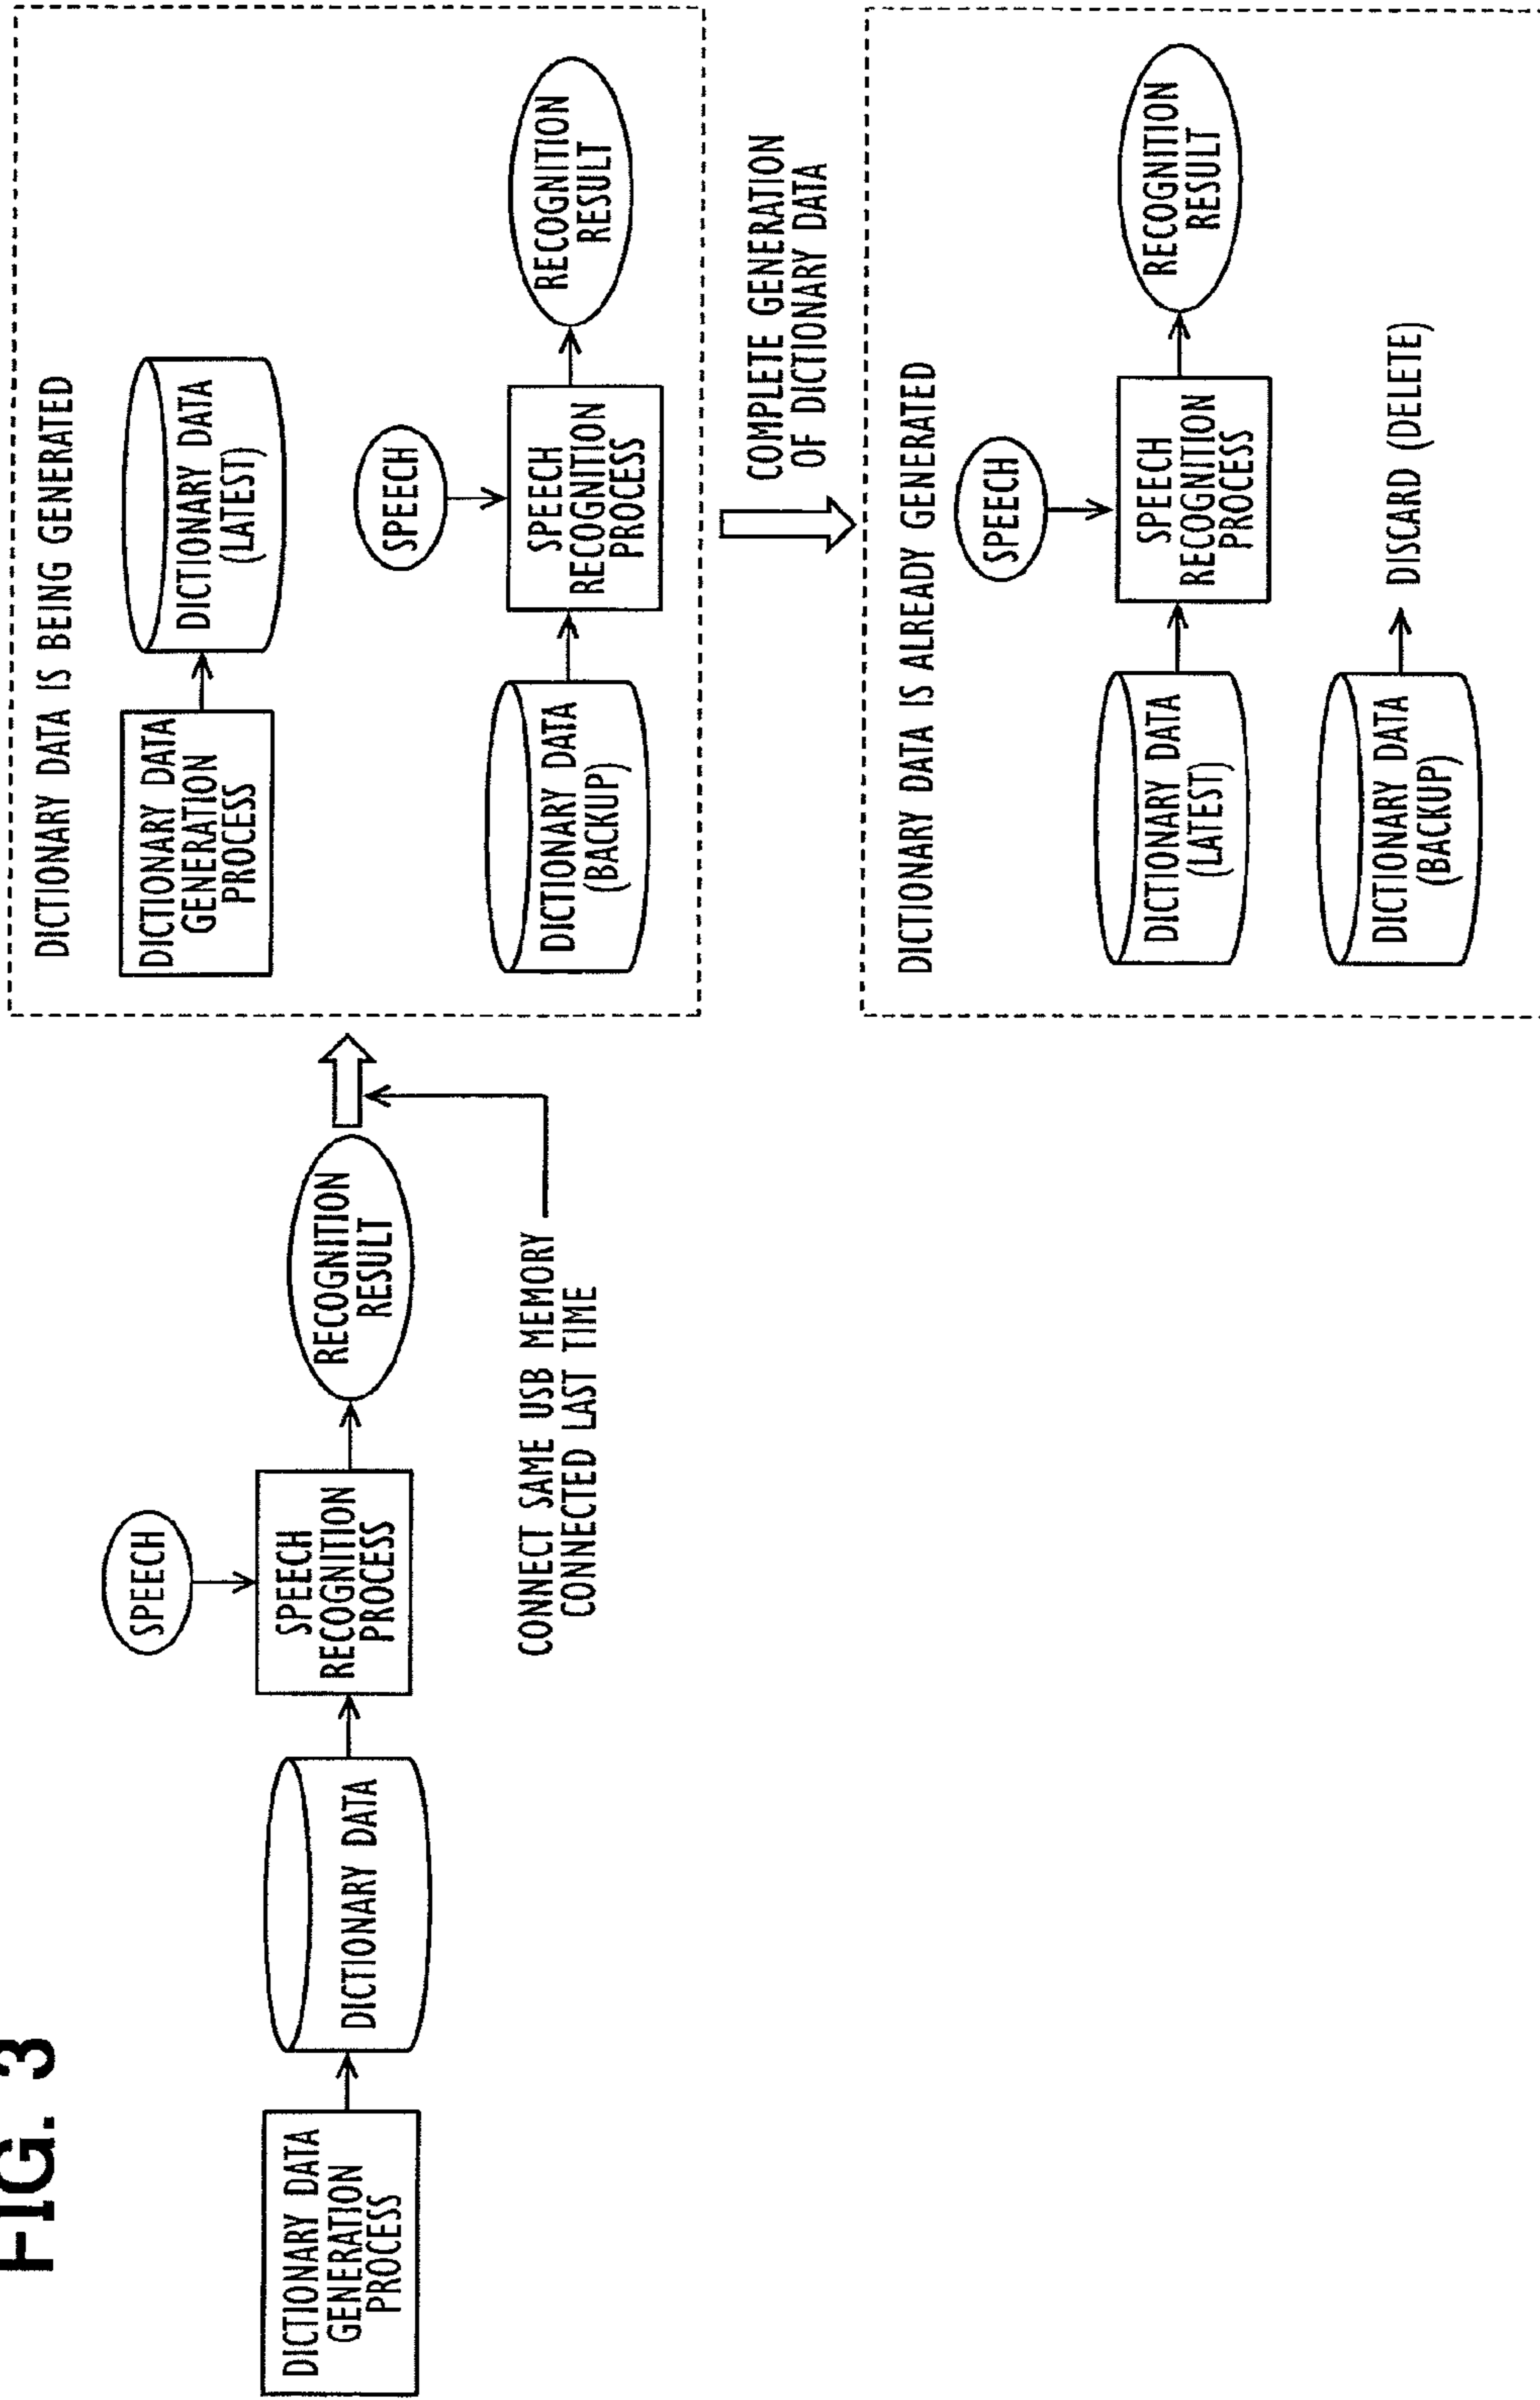 FIG. 3
DICTIONARY DATA
GENERATION
PROCESS
DICTIONARY DATA
SPEECH
SPEECH
RECOGNITION
PROCESS
RECOGNITION
RESULT
CONNECT SAME USB MEMORY
CONNECTED LAST TIME
DICTIONARY DATA IS BEING GENERATED
DICTIONARY DATA
GENERATION
PROCESS
DICTIONARY DATA
(LATEST)
SPEECH
DICTIONARY DATA
(BACKUP)
SPEECH
RECOGNITION
PROCESS
RECOGNITION
RESULT
COMPLETE GENERATION
OF DICTIONARY DATA
DICTIONARY DATA IS ALREADY GENERATED
SPEECH
DICTIONARY DATA
(LATEST)
SPEECH
RECOGNITION
PROCESS
RECOGNITION
RESULT
DICTIONARY DATA
(BACKUP)
DISCARD (DELETE)